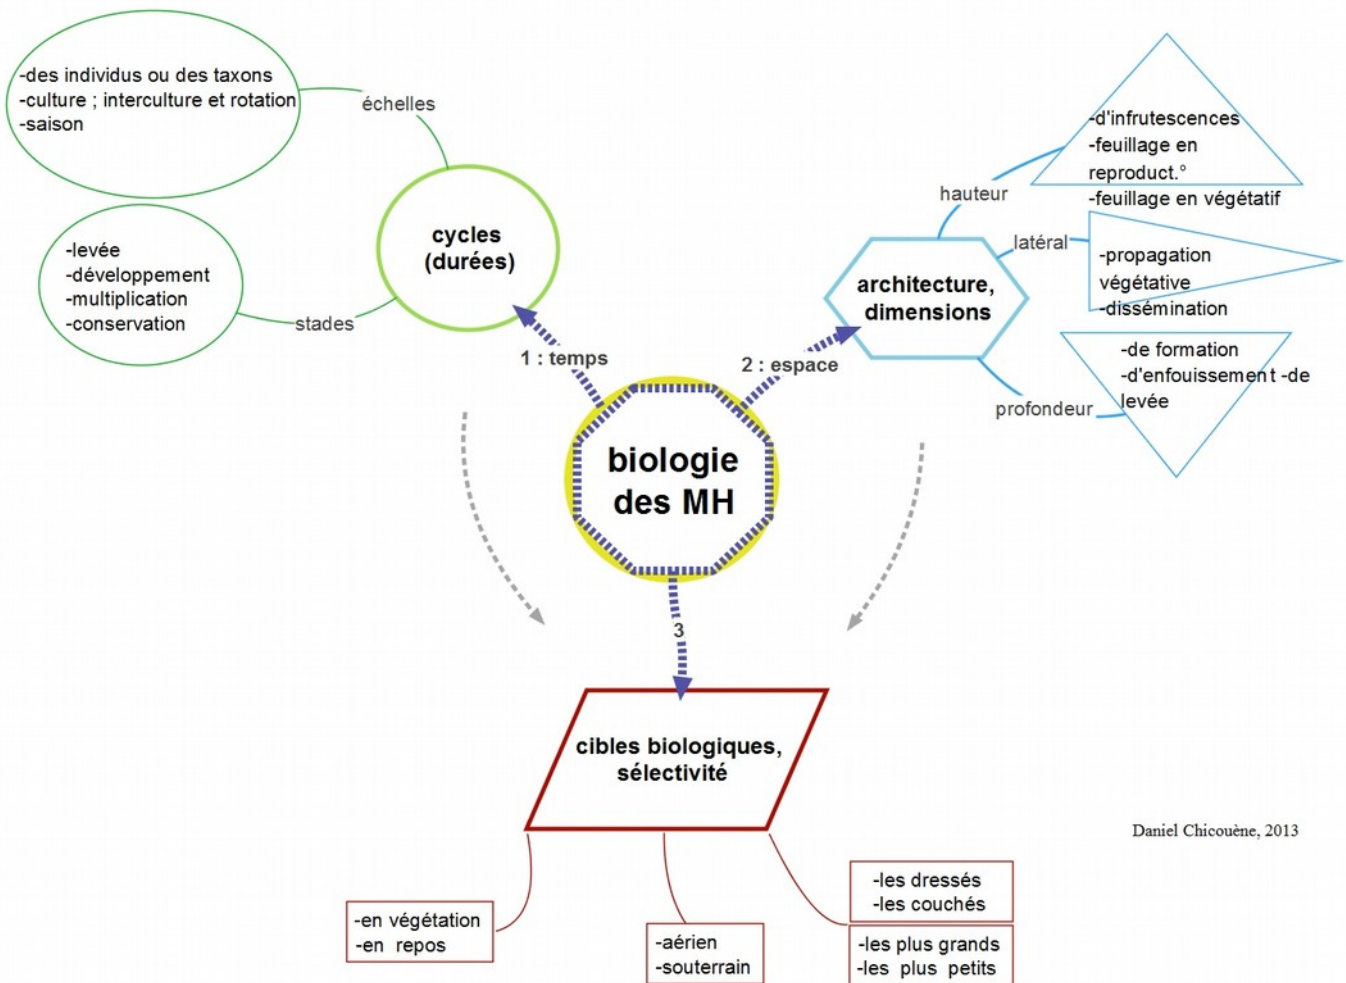 -des individus ou des taxons
-culture ; interculture et rotation
-saison
échelles
-levée
-développement
-multiplication
-conservation
stades
cycles
(durées)
1 : temps
2 : espace
architecture,
dimensions
hauteur
-d'infrutescences
-feuillage en
reproduct.°
-feuillage en végétatif
latéral
-propagation
végétative
-dissémination
profondeur
-de formation
-d'enfouissement -de
levée
biologie
des MH
3
cibles biologiques,
sélectivité
-en végétation
-en repos
-aérien
-souterrain
-les dressés
-les couchés
-les plus grands
-les plus petits
Daniel Chicouène, 2013